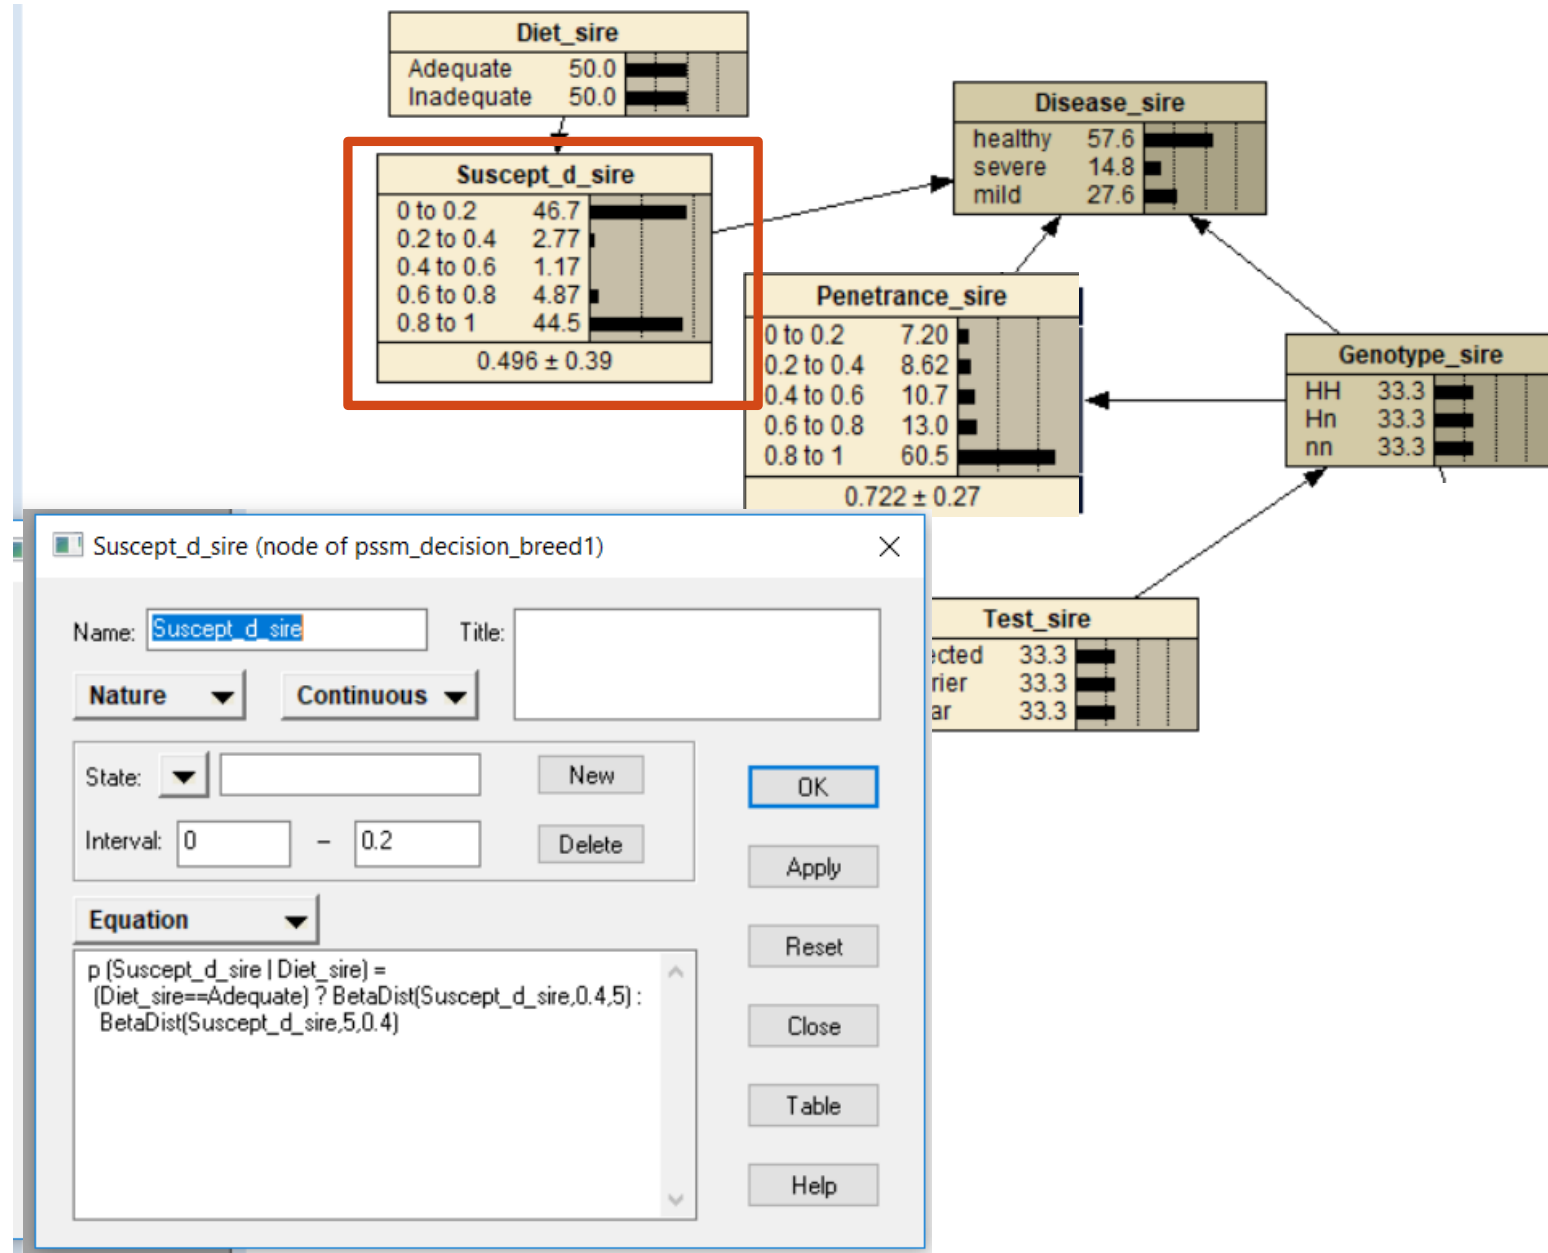 Diet_sire
Adequate 50.0
Inadequate 50.0
Suscept_d_sire
0 to 0.2 46.7
0.2 to 0.4 2.77
0.4 to 0.6 1.17
0.6 to 0.8 4.87
0.8 to 1 44.5
0.496 ± 0.39
Disease_sire
healthy 57.6
severe 14.8
mild 27.6
Penetrance_sire
0 to 0.2 7.20
0.2 to 0.4 8.62
0.4 to 0.6 10.7
0.6 to 0.8 13.0
0.8 to 1 60.5
0.722 ± 0.27
Genotype_sire
HH 33.3
Hn 33.3
nn 33.3
Test_sire
ected 33.3
rier 33.3
ar 33.3
Suscept_d_sire (node of pssm_decision_breed1)
Name: Suscept_d_sire Title:
Nature Continuous
State: New
Interval: 0 – 0.2 Delete
Equation
p (Suscept_d_sire | Diet_sire) =
(Diet_sire==Adequate) ? BetaDist(Suscept_d_sire,0.4,5) :
BetaDist(Suscept_d_sire,5,0.4)
OK
Apply
Reset
Close
Table
Help